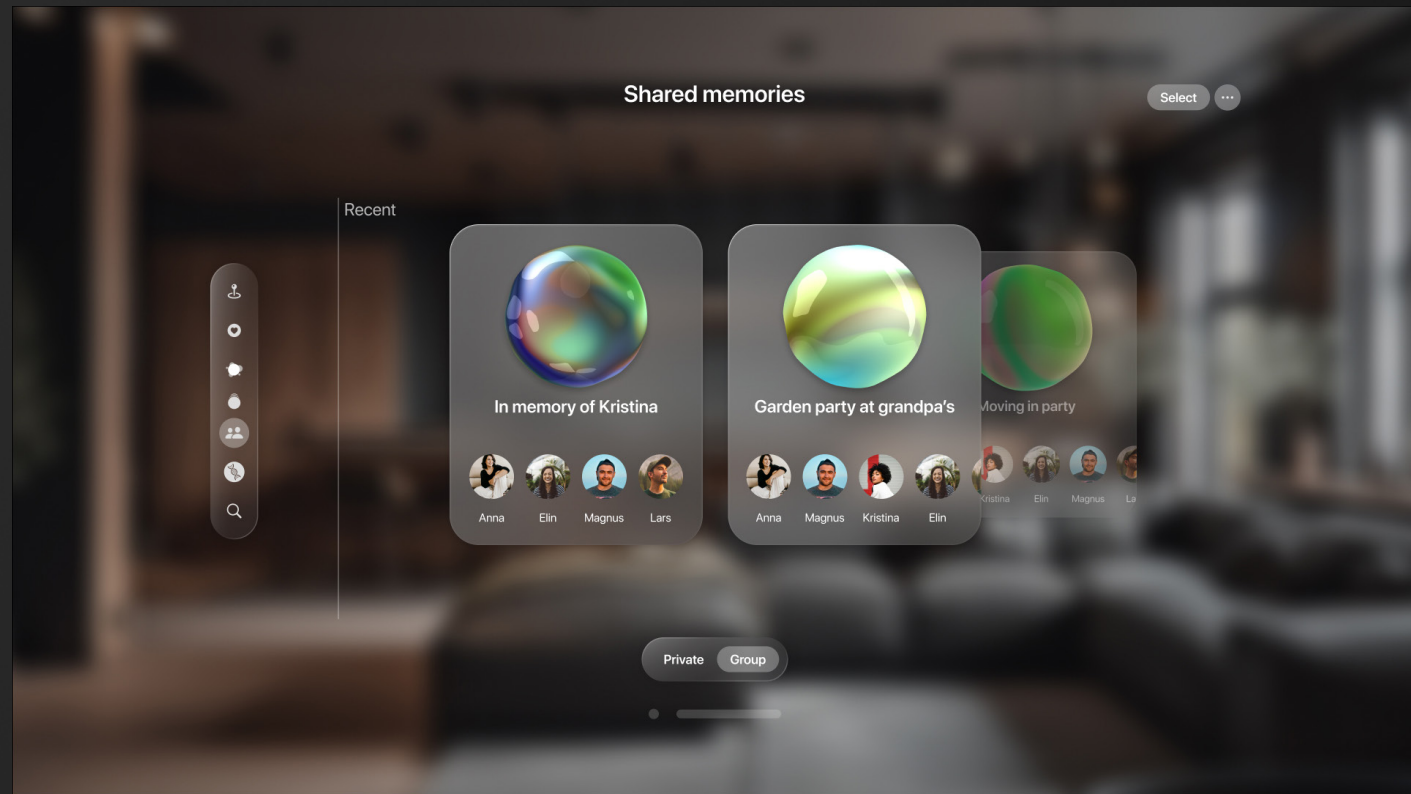 Shared memories
Select
Recent
In memory of Kristina
Garden party at grandpa's
Moving in party
Anna Elin Magnus Lars
Anna Magnus Kristina Elin
Kristina Elin Magnus La
Private Group